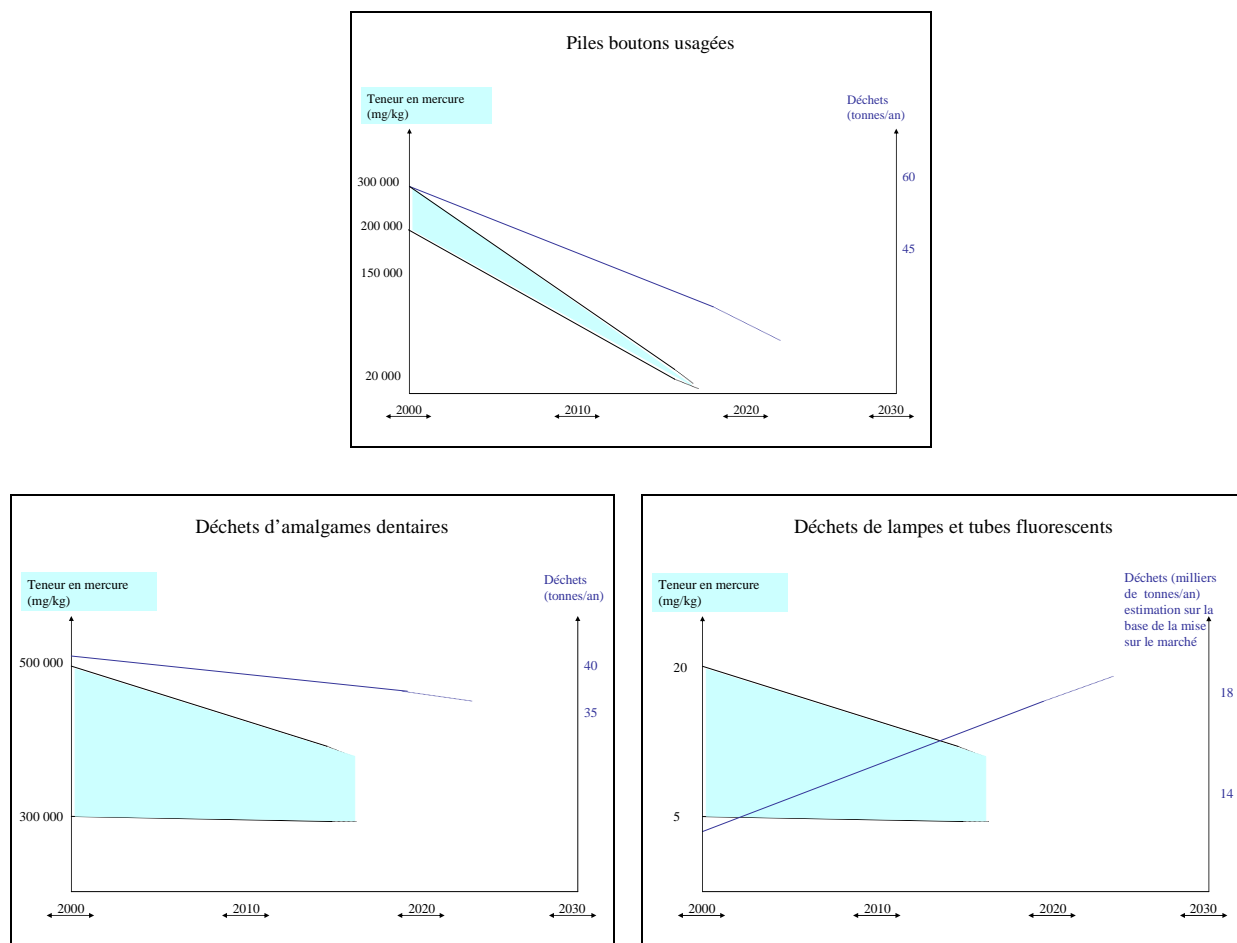 Piles boutons usagées
Teneur en mercure
(mg/kg)
Déchets
(tonnes/an)
300 000
200 000
150 000
20 000
60
45
2000
2010
2020
2030
Déchets d’amalgames dentaires
Teneur en mercure
(mg/kg)
Déchets
(tonnes/an)
500 000
300 000
40
35
2000
2010
2020
2030
Déchets de lampes et tubes fluorescents
Teneur en mercure
(mg/kg)
Déchets (milliers
de tonnes/an)
estimation sur la
base de la mise
sur le marché
20
5
18
14
2000
2010
2020
2030